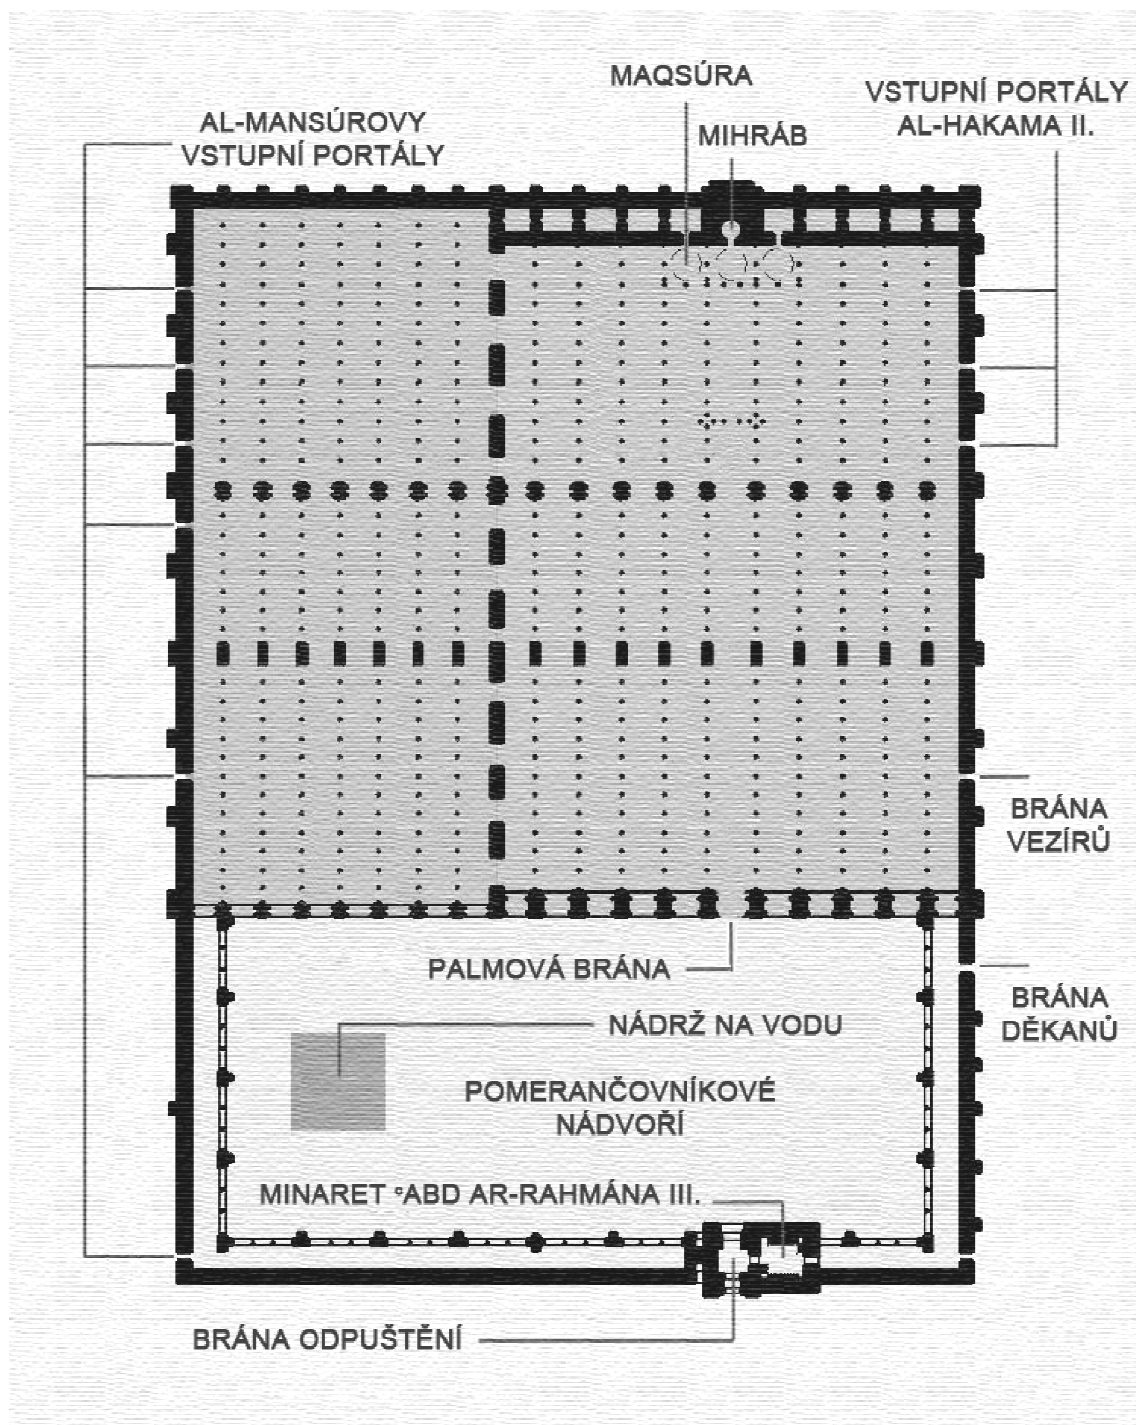 MAQSÚRA
VSTUPNÍ PORTÁLY
AL-HAKAMA II.
AL-MANSÚROVY
VSTUPNÍ PORTÁLY
MIHRÁB
BRÁNA
VEZÍRŮ
PALMOVÁ BRÁNA
BRÁNA
DĚKANŮ
NÁDRŽ NA VODU
POMERANČOVNÍKOVÉ
NÁDVOŘÍ
MINARET ᶜABD AR-RAHMÁNA III.
BRÁNA ODPUŠTĚNÍ